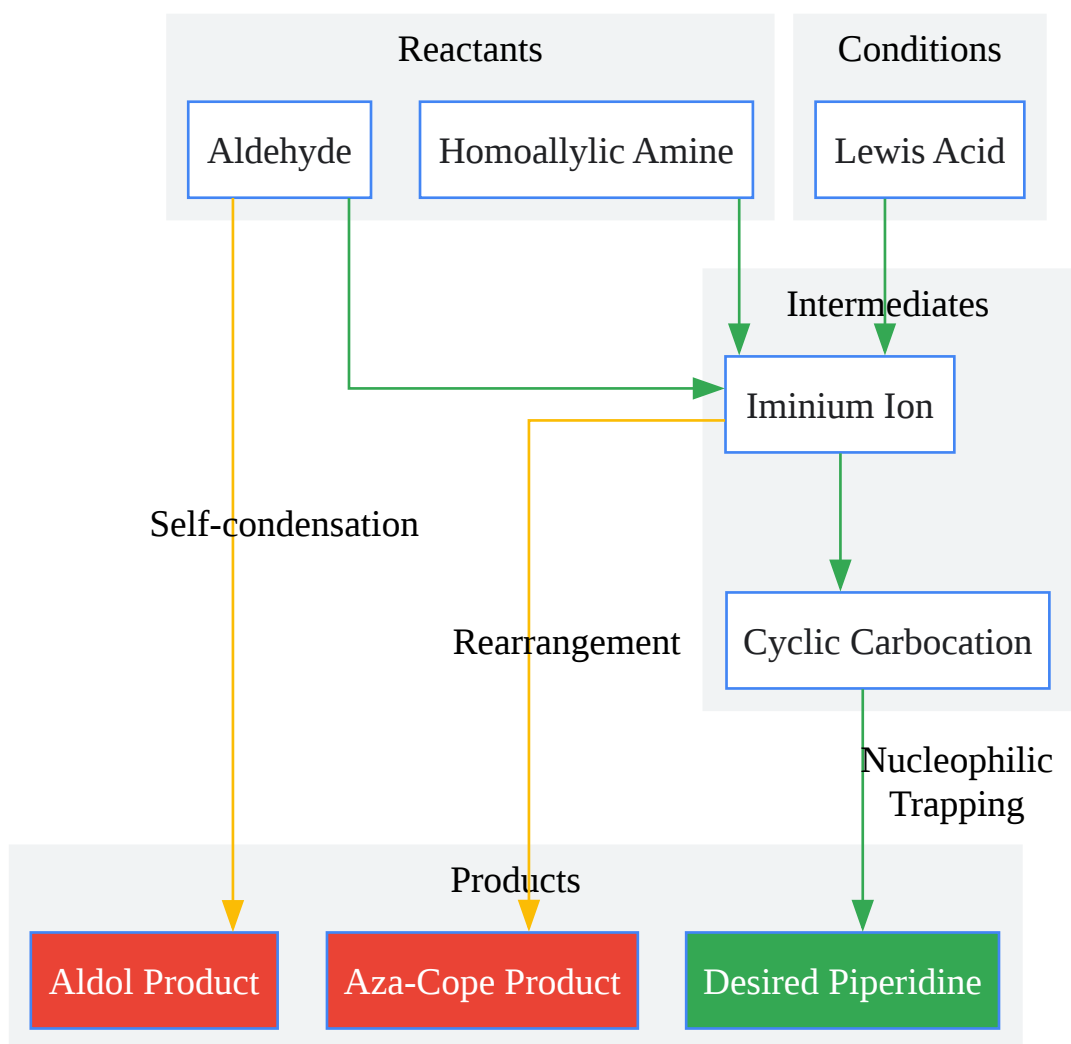 Reactants
Conditions
Aldehyde
Homoallylic Amine
Lewis Acid
Intermediates
Iminium Ion
Self-condensation
Rearrangement
Cyclic Carbocation
Nucleophilic
Trapping
Products
Aldol Product
Aza-Cope Product
Desired Piperidine